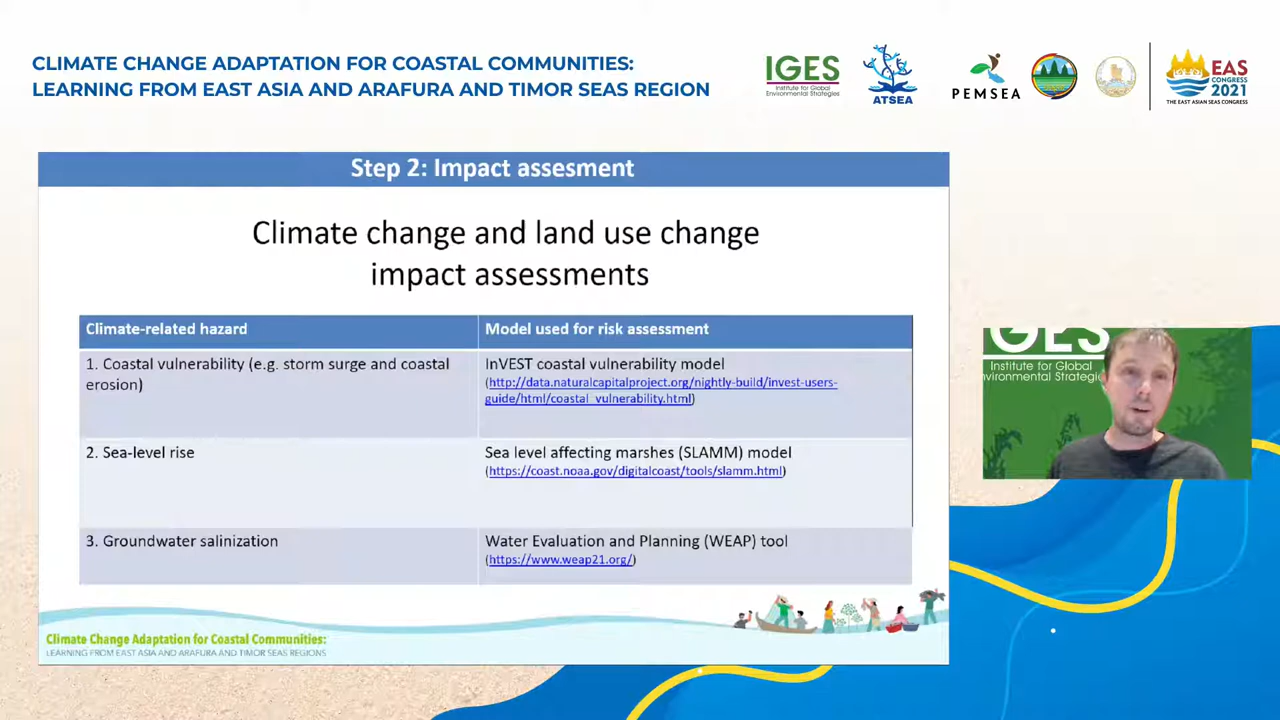 CLIMATE CHANGE ADAPTATION FOR COASTAL COMMUNITIES:
LEARNING FROM EAST ASIA AND ARAFURA AND TIMOR SEAS REGION
IGES
Institute for Global
Environmental Strategies
ATSEA
PEMSEA
EAS
CONGRESS
2021
THE EAST ASIAN SEAS CONGRESS
Step 2: Impact assesment
Climate change and land use change
impact assessments
Climate-related hazard
Model used for risk assessment
1. Coastal vulnerability (e.g. storm surge and coastal
erosion)
InVEST coastal vulnerability model
(http://data.naturalcapitalproject.org/nightly-build/invest-users-
guide/html/coastal_vulnerability.html)
2. Sea-level rise
Sea level affecting marshes (SLAMM) model
(https://coast.noaa.gov/digitalcoast/tools/slamm.html)
3. Groundwater salinization
Water Evaluation and Planning (WEAP) tool
(https://www.weap21.org/)
Climate Change Adaptation for Coastal Communities:
LEARNING FROM EAST ASIA AND ARAFURA AND TIMOR SEAS REGIONS
IGES
Institute for Global
nvironmental Strategic